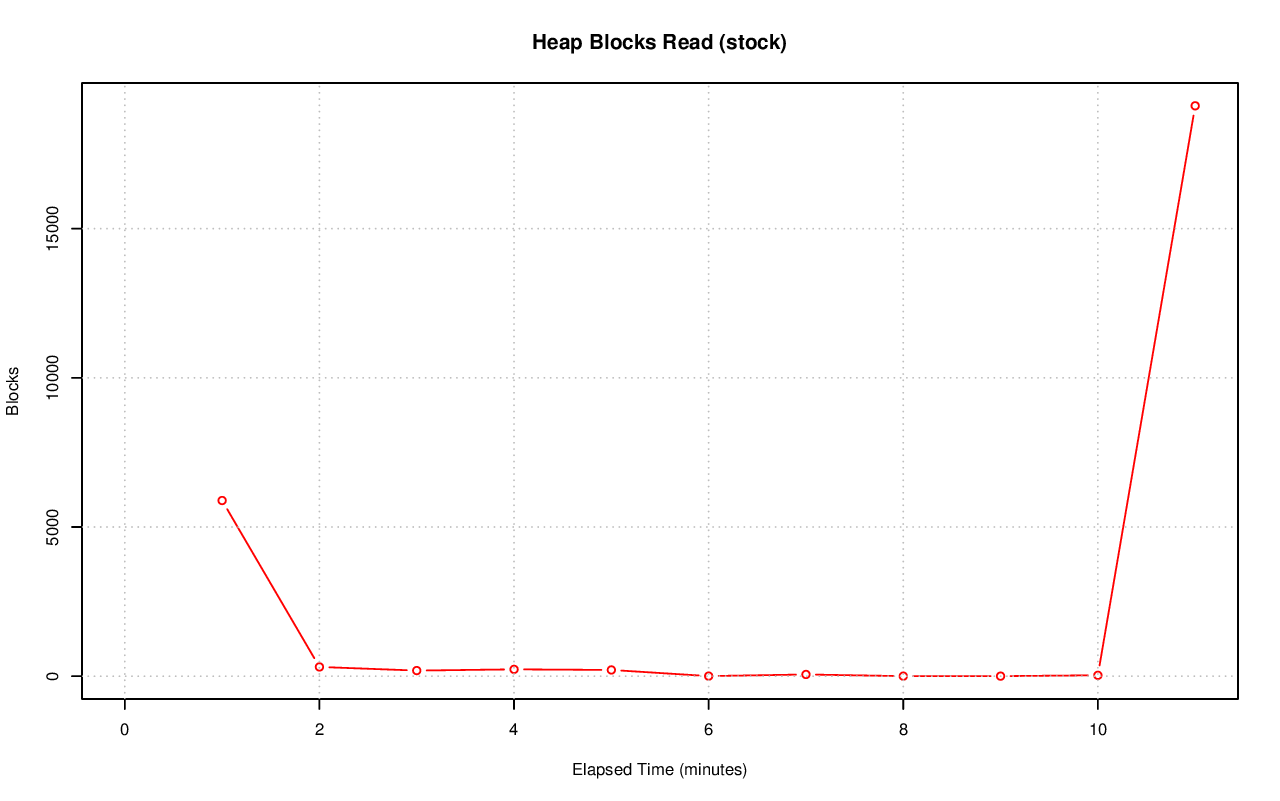 Heap Blocks Read (stock)
Blocks
15000
10000
5000
0
0 2 4 6 8 10
Elapsed Time (minutes)